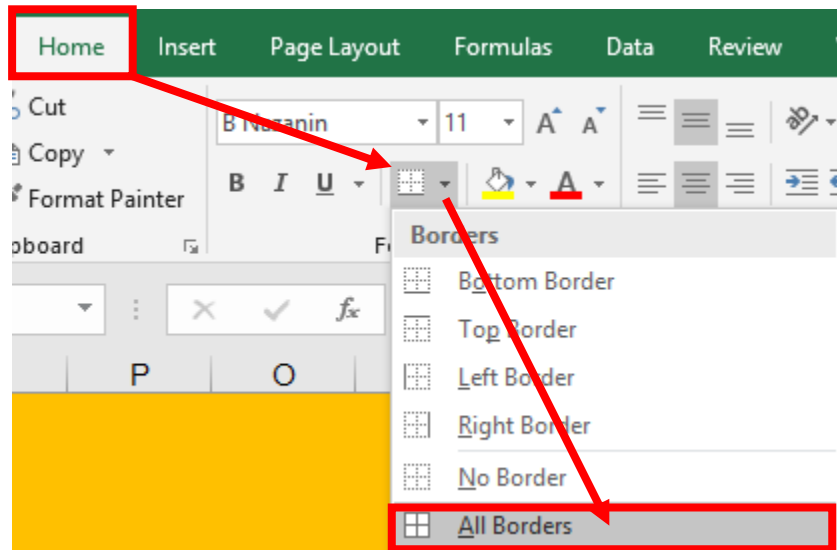 Home Insert Page Layout Formulas Data Review
Cut
B Nazanin 11 A A
Copy
B I U A
Format Painter
Borders
fx
Bottom Border
Top Border
P O
Left Border
Right Border
No Border
All Borders